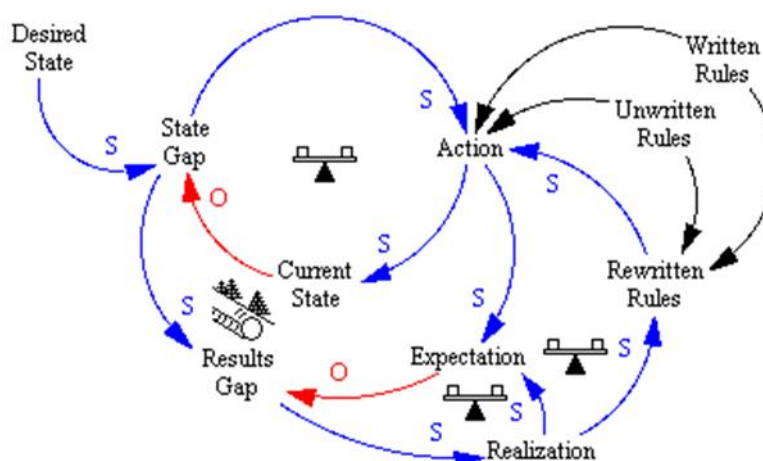 Desired
State
Written
Rules
Unwritten
Rules
S
S
State
Gap
Action
S
O
S
Current
State
Rewritten
Rules
S
S
Results
Gap
Expectation
O
S
S
S
Realization